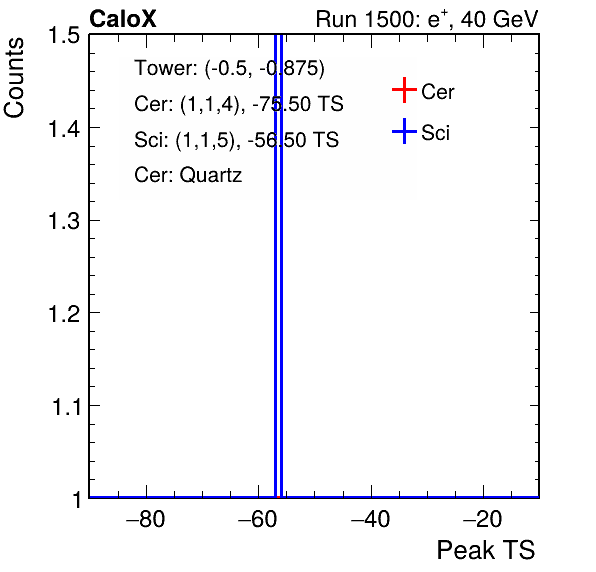 CaloX Run 1500: e+, 40 GeV
Counts
1.5
1.4
1.3
1.2
1.1
1
Tower: (-0.5, -0.875)
Cer: (1,1,4), -75.50 TS
Sci: (1,1,5), -56.50 TS
Cer: Quartz
Cer
Sci
−80 −60 −40 −20
Peak TS